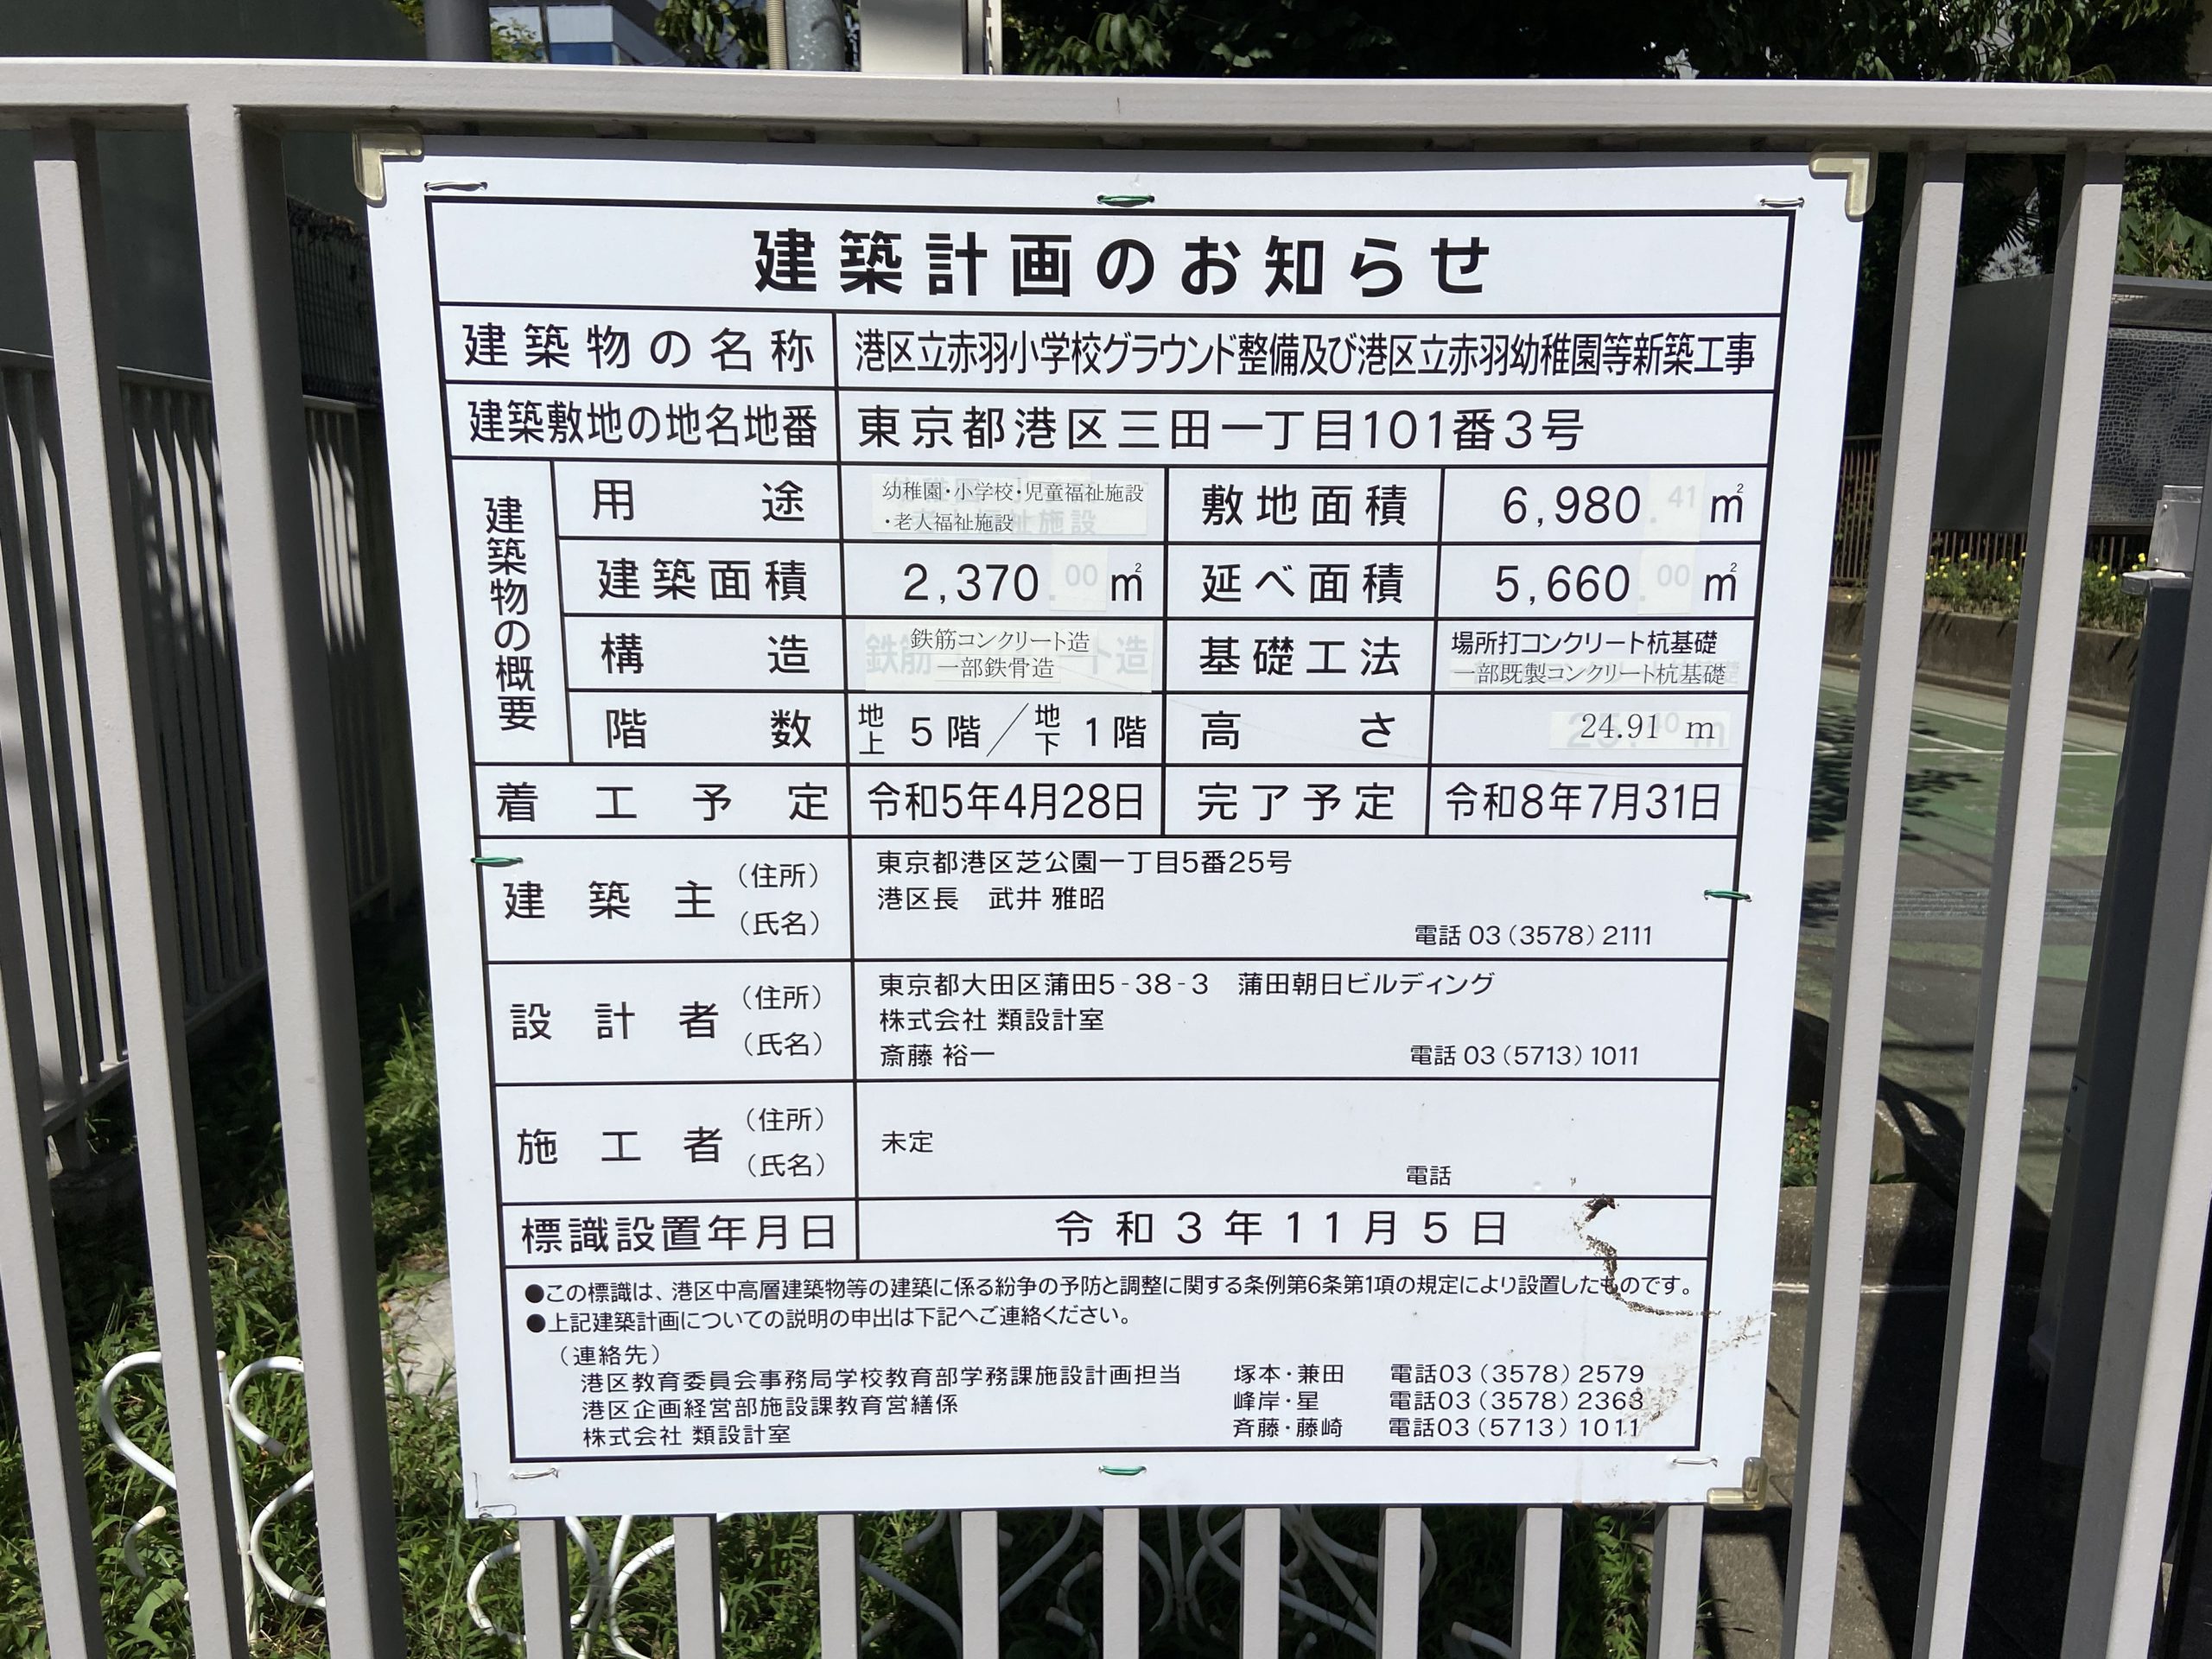 建築計画のお知らせ
建築物の名称 港区立赤羽小学校グラウンド整備及び港区立赤羽幼稚園等新築工事
建築敷地の地名地番 東京都港区三田一丁目101番3号
建築物の概要
用途 幼稚園・小学校・児童福祉施設
・老人福祉施設
敷地面積 6,980.41 ㎡
建築面積 2,370.00 ㎡ 延べ面積 5,660.00 ㎡
構造 鉄筋コンクリート造
一部鉄骨造
基礎工法 場所打コンクリート杭基礎
一部既製コンクリート杭基礎
階数 地上 5階／地下 1階 高さ 24.91 m
着工予定 令和5年4月28日 完了予定 令和8年7月31日
建築主 (住所) (氏名)
東京都港区芝公園一丁目5番25号
港区長 武井 雅昭
電話 03(3578)2111
設計者 (住所) (氏名)
東京都大田区蒲田5-38-3 蒲田朝日ビルディング
株式会社 類設計室
斎藤 裕一 電話 03(5713)1011
施工者 (住所) (氏名)
未定
電話
標識設置年月日 令和3年11月5日
●この標識は、港区中高層建築物等の建築に係る紛争の予防と調整に関する条例第6条第1項の規定により設置したものです。
●上記建築計画についての説明の申出は下記へご連絡ください。
(連絡先)
港区教育委員会事務局学校教育部学務課施設計画担当 塚本・兼田 電話03(3578)2579
港区企画経営部施設課教育営繕係 峰岸・星 電話03(3578)2363
株式会社 類設計室 斉藤・藤崎 電話03(5713)1011